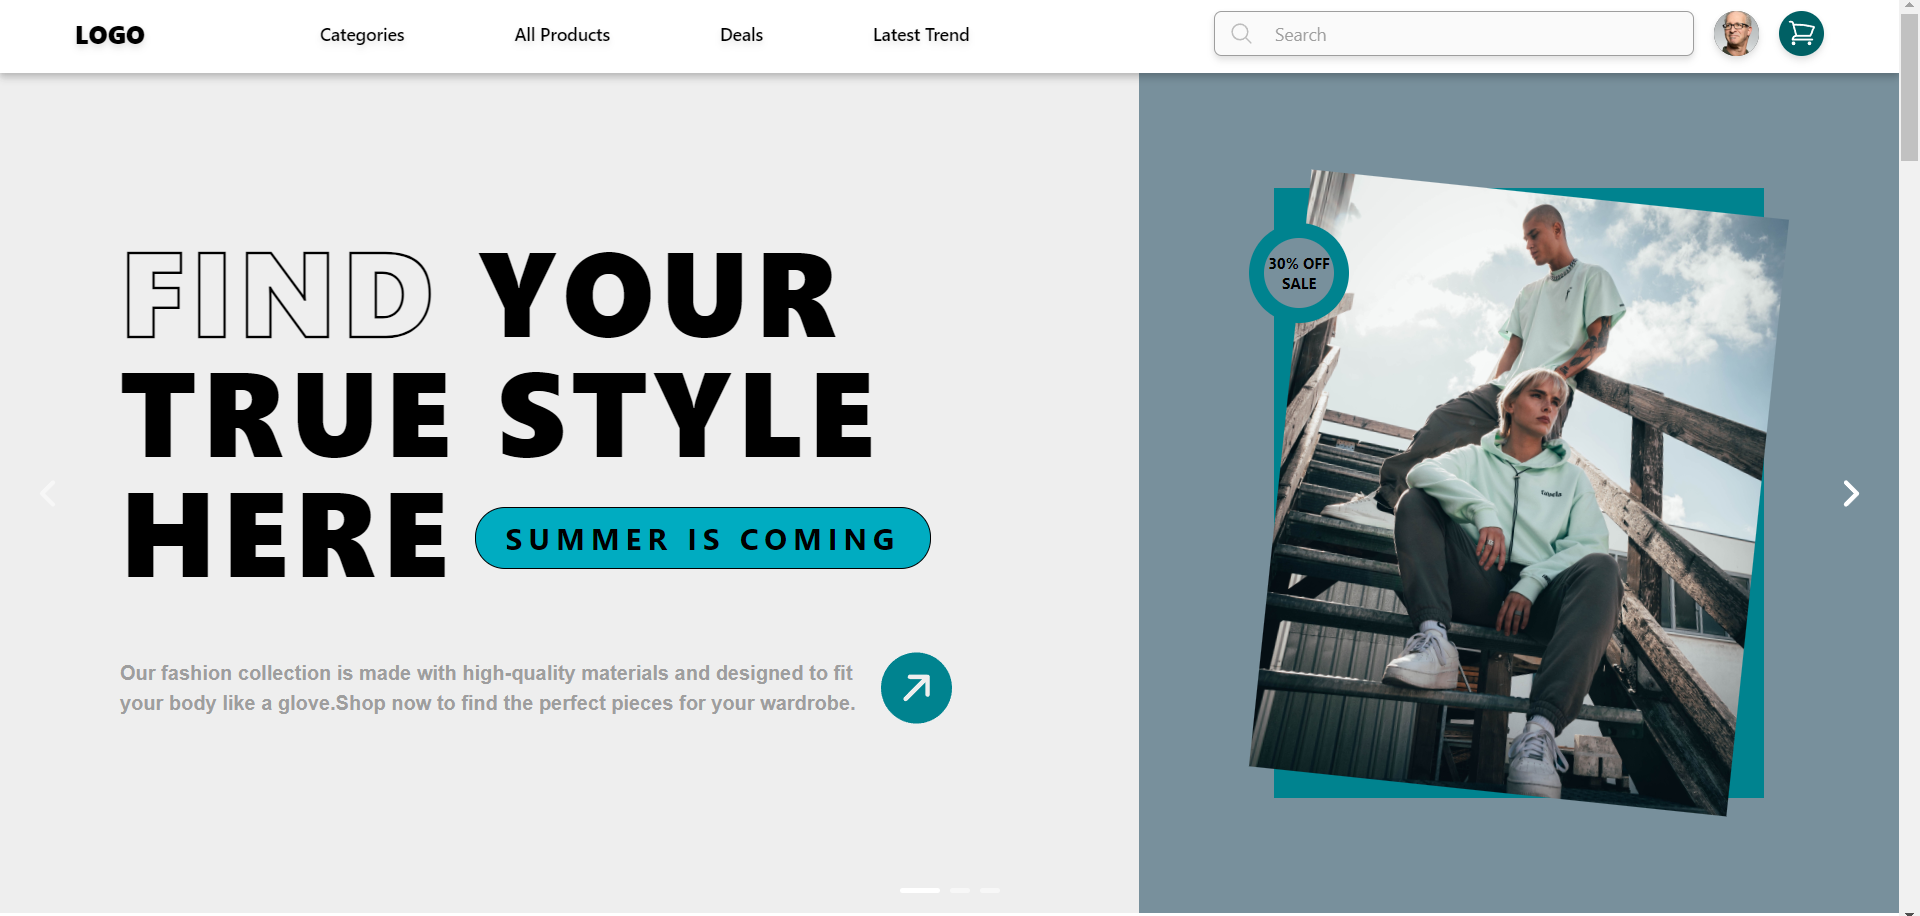 LOGO
Categories
All Products
Deals
Latest Trend
Search
FIND YOUR
TRUE STYLE
HERE
SUMMER IS COMING
Our fashion collection is made with high-quality materials and designed to fit
your body like a glove.Shop now to find the perfect pieces for your wardrobe.
30% OFF
SALE